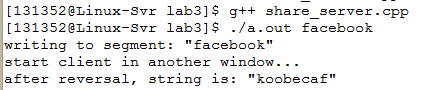 [131352@Linux-Svr lab3]$ g++ share_server.cpp
[131352@Linux-Svr lab3]$ ./a.out facebook
writing to segment: "facebook"
start client in another window...
after reversal, string is: "koobecaf"